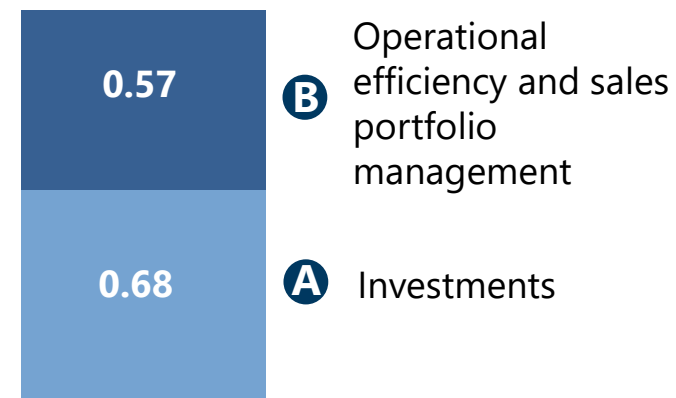 0.57
B
Operational
efficiency and sales
portfolio
management
0.68
A
Investments